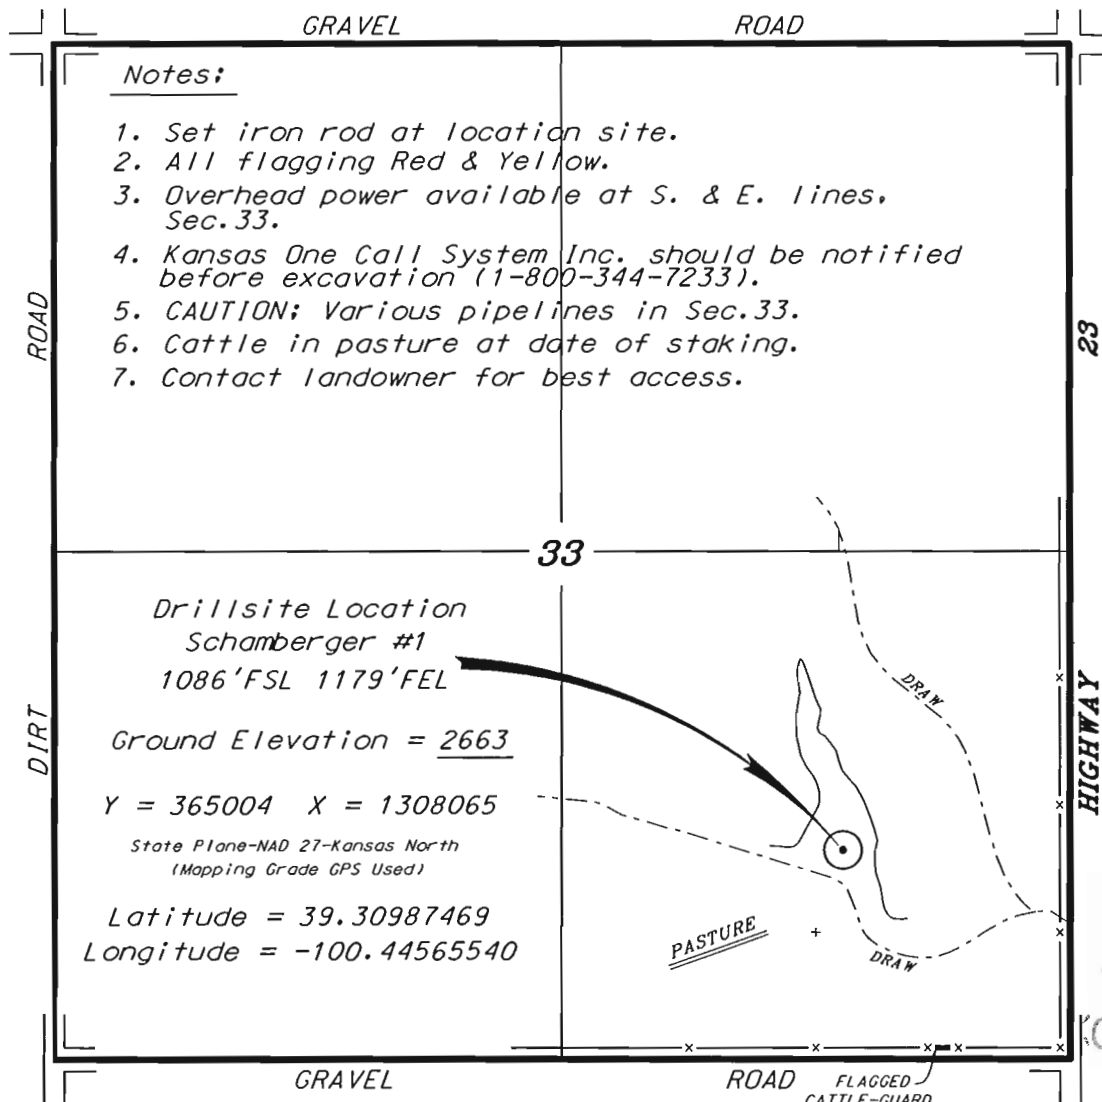 GRAVEL ROAD
Notes:
1. Set iron rod at location site.
2. All flagging Red & Yellow.
3. Overhead power available at S. & E. lines,
Sec.33.
4. Kansas One Call System Inc. should be notified
before excavation (1-800-344-7233).
5. CAUTION: Various pipelines in Sec.33.
6. Cattle in pasture at date of staking.
7. Contact landowner for best access.
ROAD
23
33
Drillsite Location
Schamberger #1
1086'FSL 1179'FEL
Ground Elevation = 2663
Y = 365004 X = 1308065
State Plane-NAD 27-Kansas North
(Mapping Grade GPS Used)
Latitude = 39.30987469
Longitude = -100.44565540
DIRT
DRAW
HIGHWAY
PASTURE
DRAW
GRAVEL ROAD
FLAGGED
CATTLE-GUARD